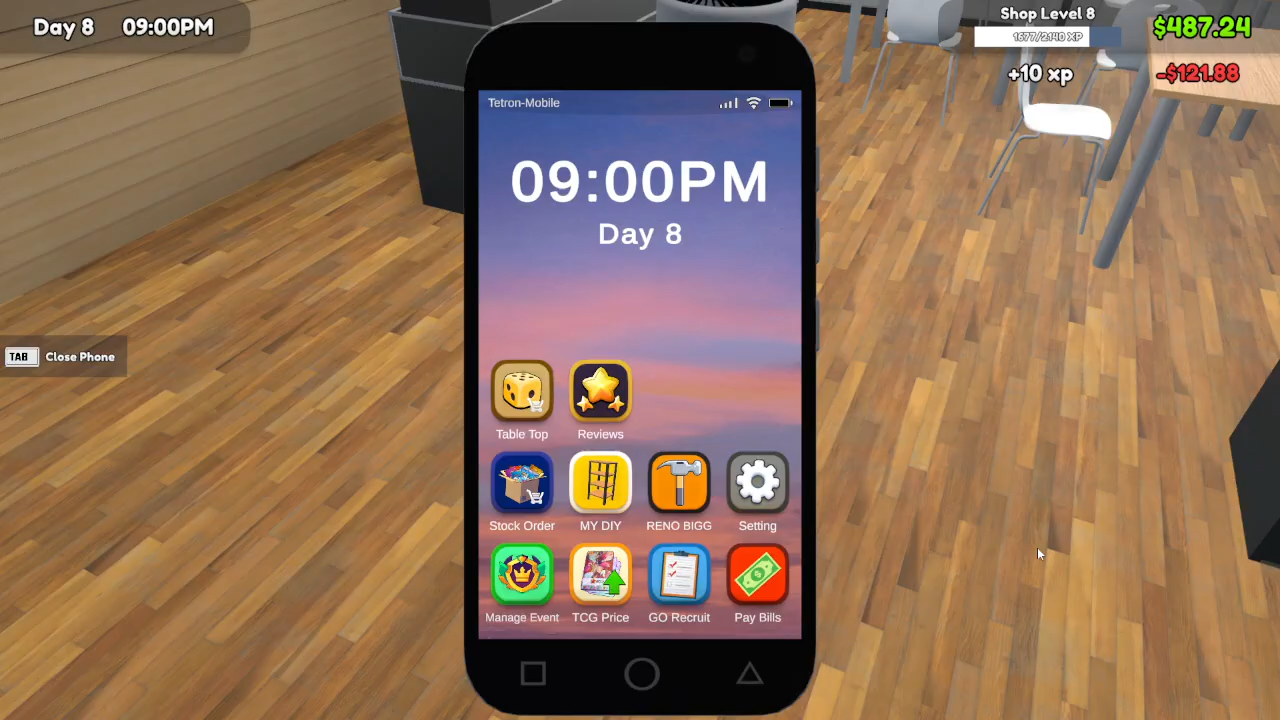 Day 8 09:00PM
Shop Level 8
$487.24
1677/2140 XP
+10 xp
-$121.88
Tetron-Mobile
09:00PM
Day 8
TAB Close Phone
Table Top Reviews
Stock Order MY DIY RENO BIGG Setting
Manage Event TCG Price GO Recruit Pay Bills